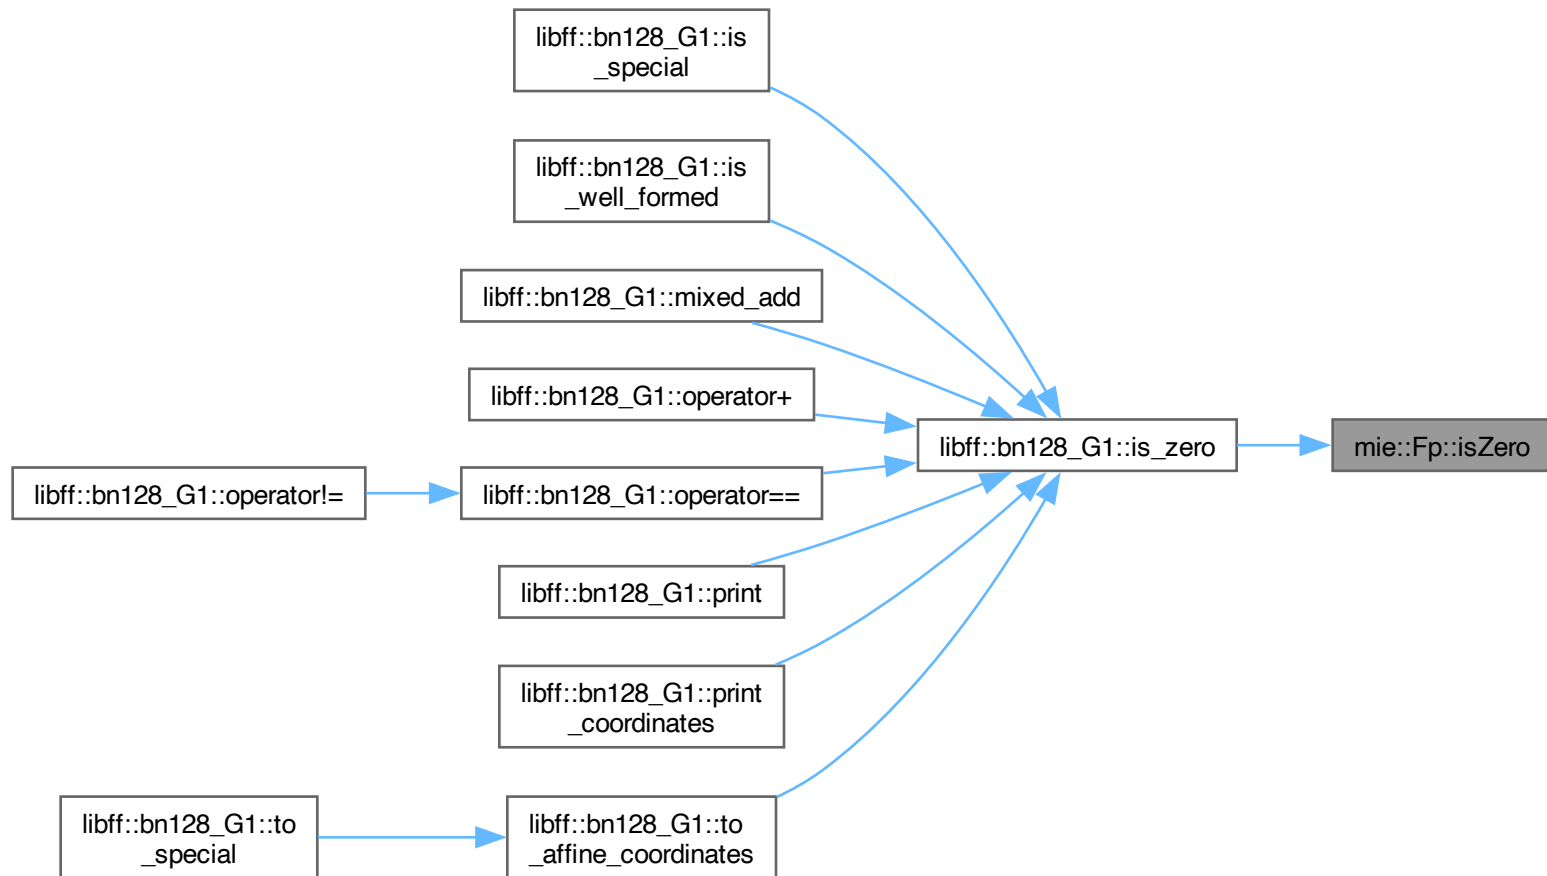 libff::bn128_G1::is
_special
libff::bn128_G1::is
_well_formed
libff::bn128_G1::mixed_add
libff::bn128_G1::operator+
libff::bn128_G1::is_zero
mie::Fp::isZero
libff::bn128_G1::operator!=
libff::bn128_G1::operator==
libff::bn128_G1::print
libff::bn128_G1::print
_coordinates
libff::bn128_G1::to
_special
libff::bn128_G1::to
_affine_coordinates